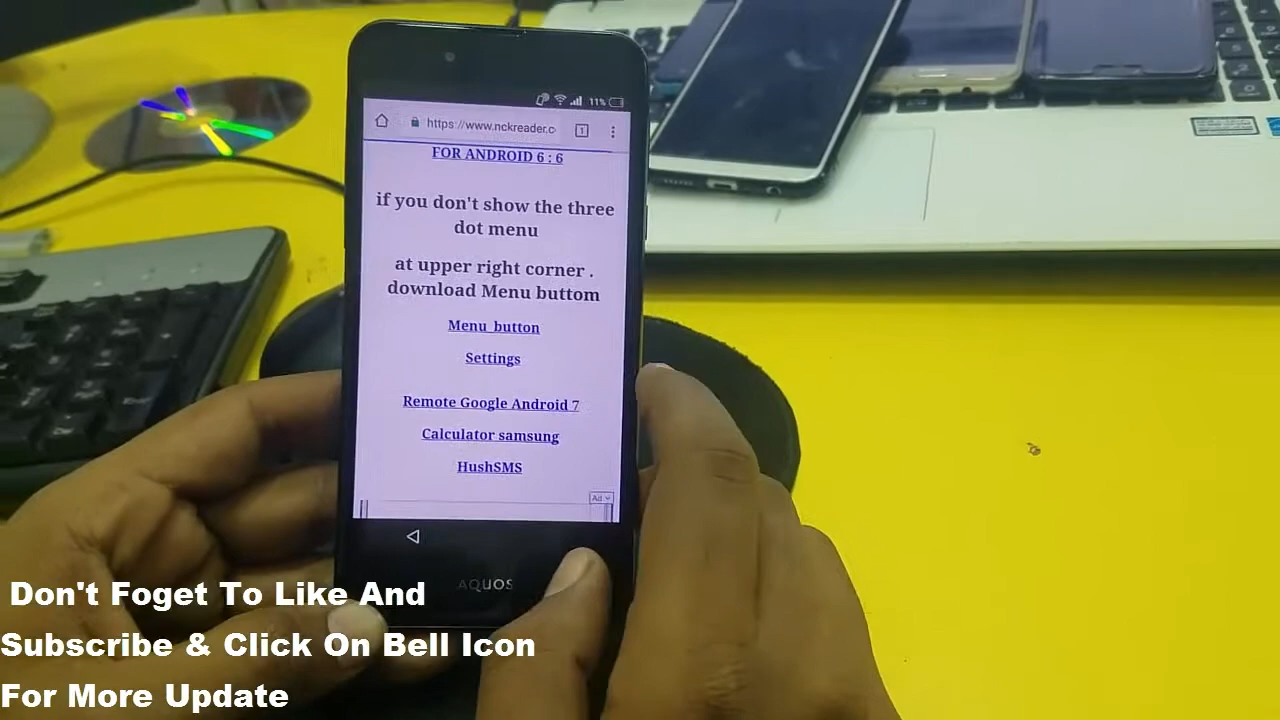 11%
https://www.nckreader.c
1
FOR ANDROID 6 : 6
if you don't show the three
dot menu
at upper right corner .
download Menu buttom
Menu_button
Settings
Remote Google Android 7
Calculator samsung
HushSMS
Ad
AQUOS
Don't Foget To Like And
Subscribe & Click On Bell Icon
For More Update